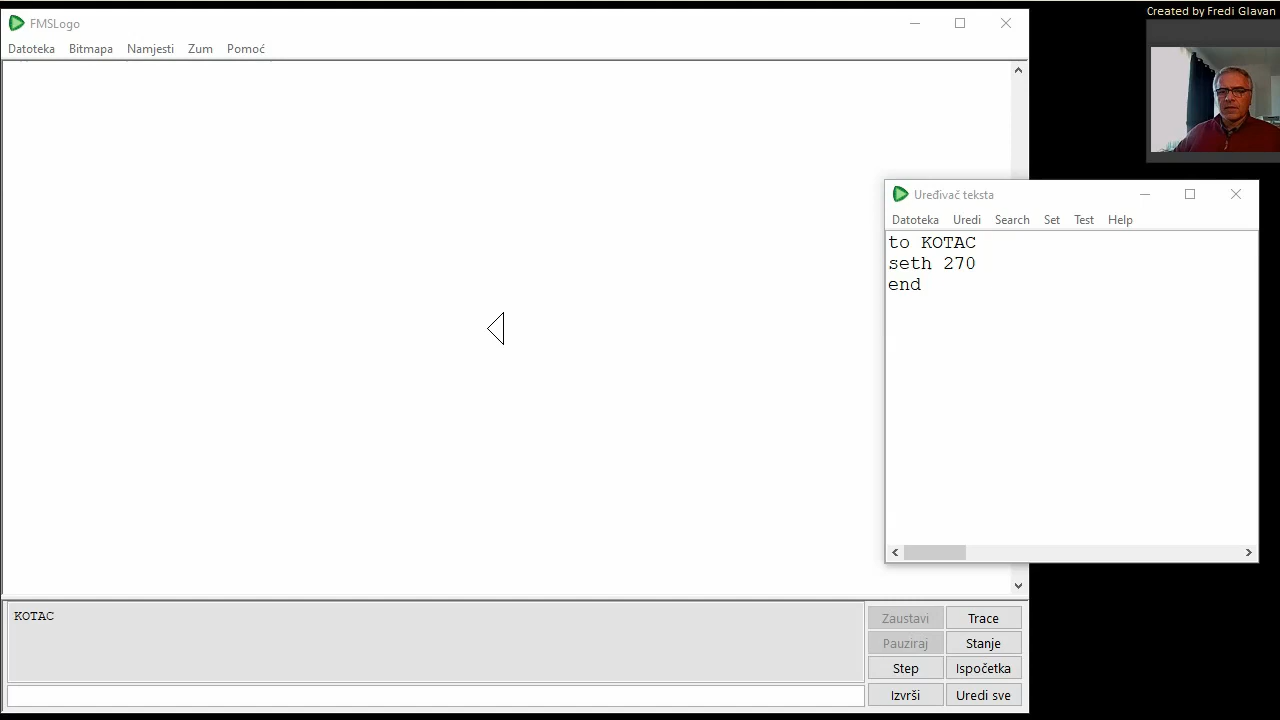 Created by Fredi Glavan
FMSLogo
Datoteka Bitmapa Namjesti Zum Pomoć
Uređivač teksta
Datoteka Uredi Search Set Test Help
to KOTAC
seth 270
end
KOTAC
Zaustavi Trace
Pauziraj Stanje
Step Ispočetka
Izvrši Uredi sve